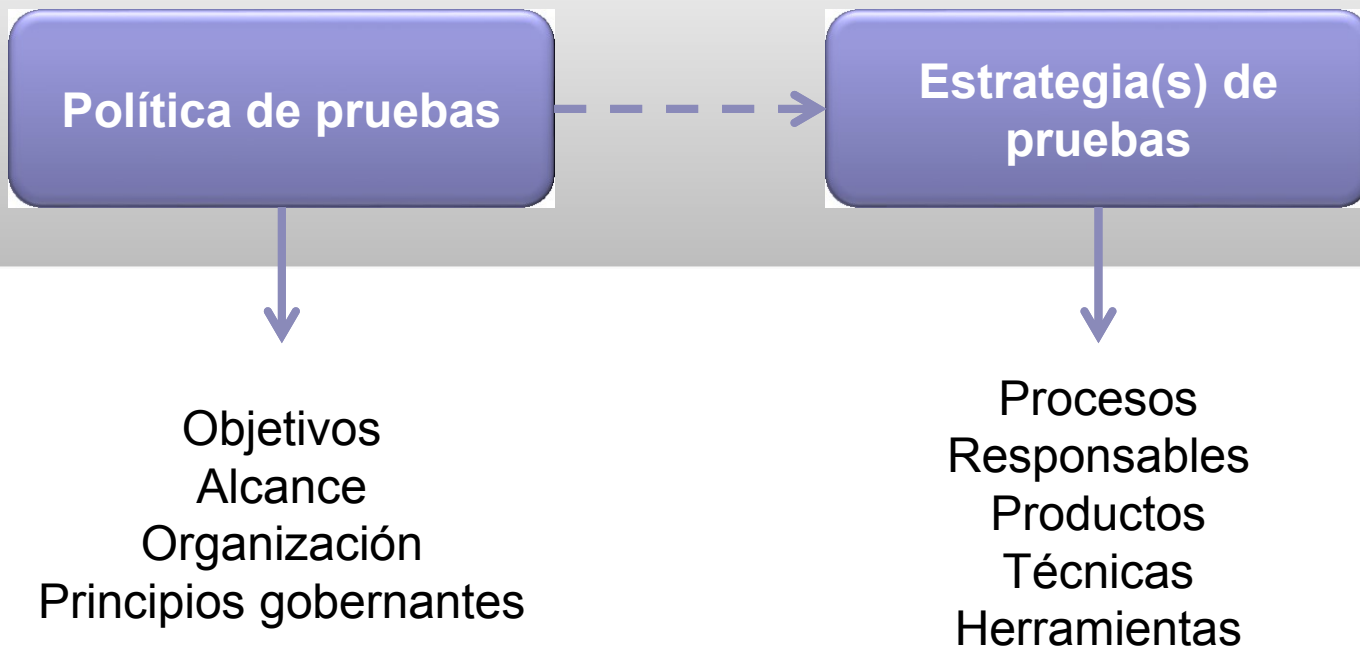 Política de pruebas
Estrategia(s) de
pruebas
Objetivos
Alcance
Organización
Principios gobernantes
Procesos
Responsables
Productos
Técnicas
Herramientas